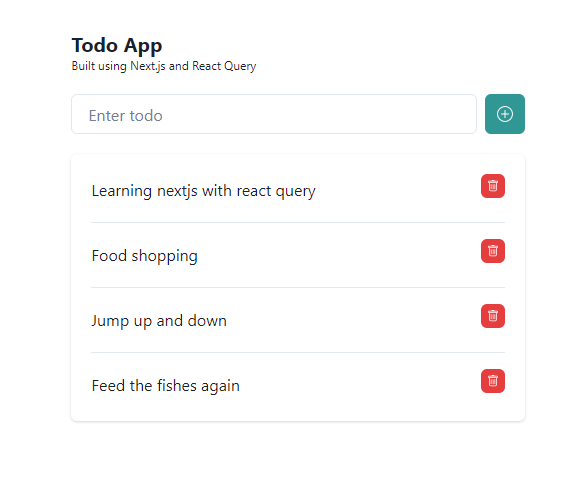 Todo App
Built using Next.js and React Query
Enter todo
Learning nextjs with react query
Food shopping
Jump up and down
Feed the fishes again